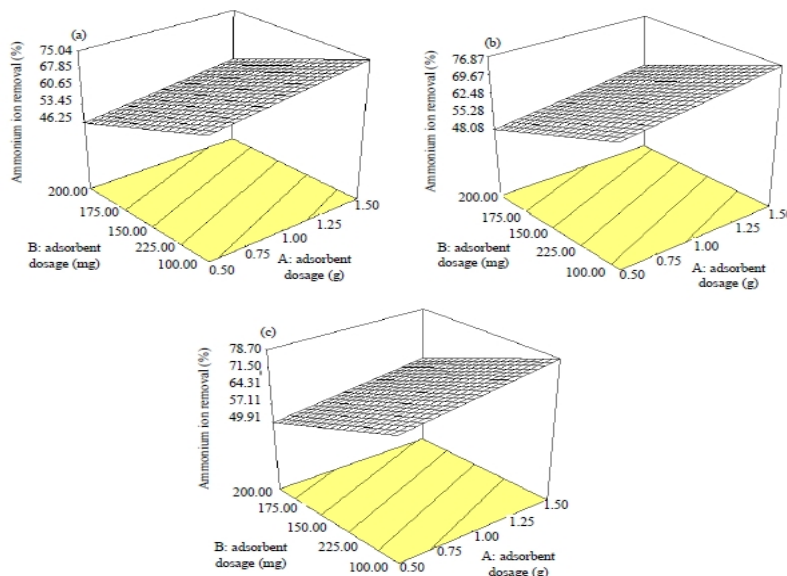 (a)
Ammonium ion removal (%)
75.04
67.85
60.65
53.45
46.25
200.00
175.00
150.00
225.00
100.00
B: adsorbent
dosage (mg)
0.50
0.75
1.00
1.25
1.50
A: adsorbent
dosage (g)
(b)
Ammonium ion removal (%)
76.87
69.67
62.48
55.28
48.08
200.00
175.00
150.00
225.00
100.00
B: adsorbent
dosage (mg)
0.50
0.75
1.00
1.25
1.50
A: adsorbent
dosage (g)
(c)
Ammonium ion removal (%)
78.70
71.50
64.31
57.11
49.91
200.00
175.00
150.00
225.00
100.00
B: adsorbent
dosage (mg)
0.50
0.75
1.00
1.25
1.50
A: adsorbent
dosage (g)